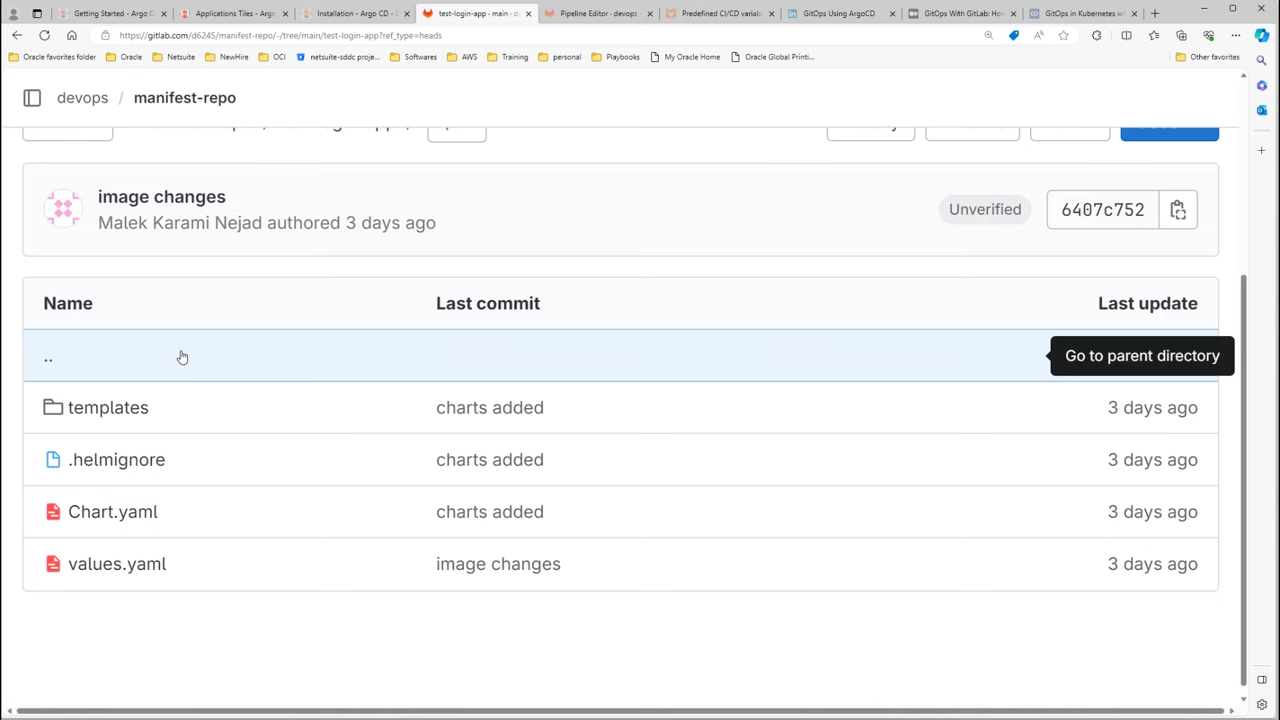 Getting Started - Argo C
Applications Tiles - Argo
Installation - Argo CD -
test-login-app · main · d
Pipeline Editor · devops
Predefined CI/CD variabl
GitOps Using ArgoCD
GitOps With GitLab: Ho
GitOps in Kubernetes w
https://gitlab.com/d6245/manifest-repo/-/tree/main/test-login-app?ref_type=heads
Oracle favorites folder
Oracle
Netsuite
NewHire
OCI
netsuite-sddc proje...
Softwares
AWS
Training
personal
Playbooks
My Oracle Home
Oracle Global Printi...
Other favorites
devops / manifest-repo
image changes
Malek Karami Nejad authored 3 days ago
Unverified
6407c752
Name Last commit Last update
..
Go to parent directory
templates charts added 3 days ago
.helmignore charts added 3 days ago
Chart.yaml charts added 3 days ago
values.yaml image changes 3 days ago